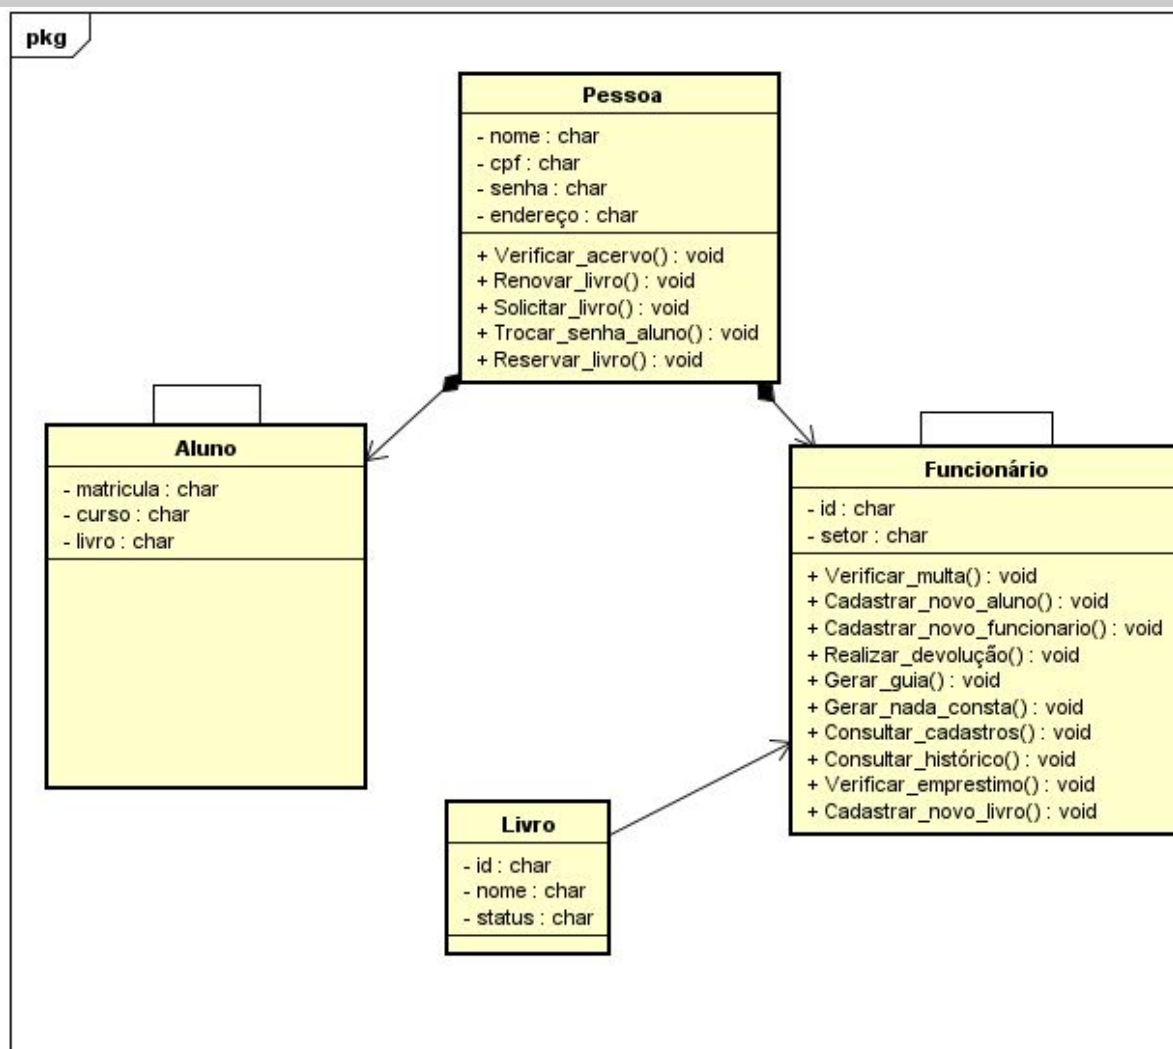 pkg
Pessoa
- nome : char
- cpf : char
- senha : char
- endereço : char
+ Verificar_acervo() : void
+ Renovar_livro() : void
+ Solicitar_livro() : void
+ Trocar_senha_aluno() : void
+ Reservar_livro() : void
Aluno
- matricula : char
- curso : char
- livro : char
Funcionário
- id : char
- setor : char
+ Verificar_multa() : void
+ Cadastrar_novo_aluno() : void
+ Cadastrar_novo_funcionario() : void
+ Realizar_devolução() : void
+ Gerar_guia() : void
+ Gerar_nada_consta() : void
+ Consultar_cadastros() : void
+ Consultar_histórico() : void
+ Verificar_emprestimo() : void
+ Cadastrar_novo_livro() : void
Livro
- id : char
- nome : char
- status : char